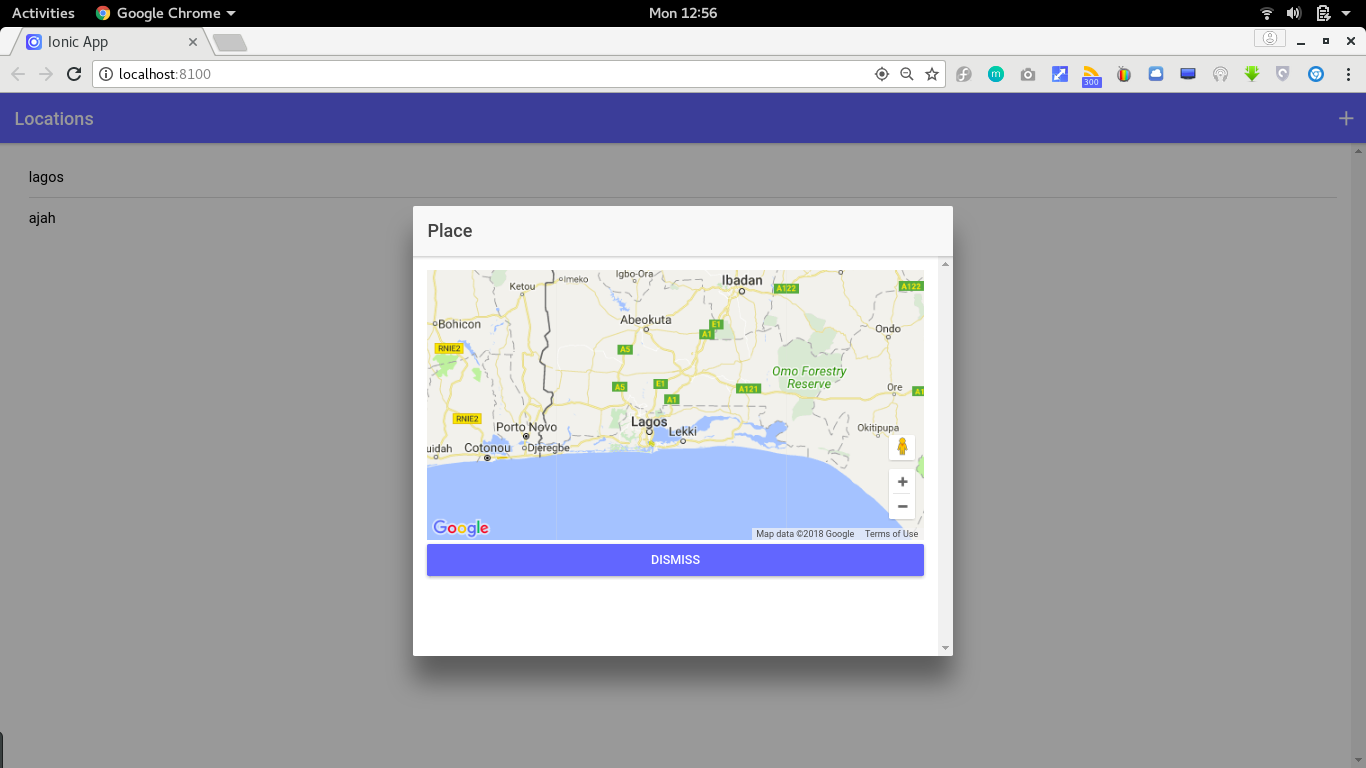 Activities Google Chrome Mon 12:56
Ionic App
localhost:8100
300
Locations
lagos
ajah
Place
Igbo-Ora
Imeko
Ibadan
Ketou
A122
A122
Abeokuta
Bohicon
E1
Ondo
A1
RNIE2
A5
Omo Forestry
Reserve
A5
E1
A121
Ore
A1
A1
RNIE2
Lagos
Porto Novo
Lekki
Okitipupa
uidah
Cotonou
Djeregbe
Google
Map data ©2018 Google Terms of Use
DISMISS